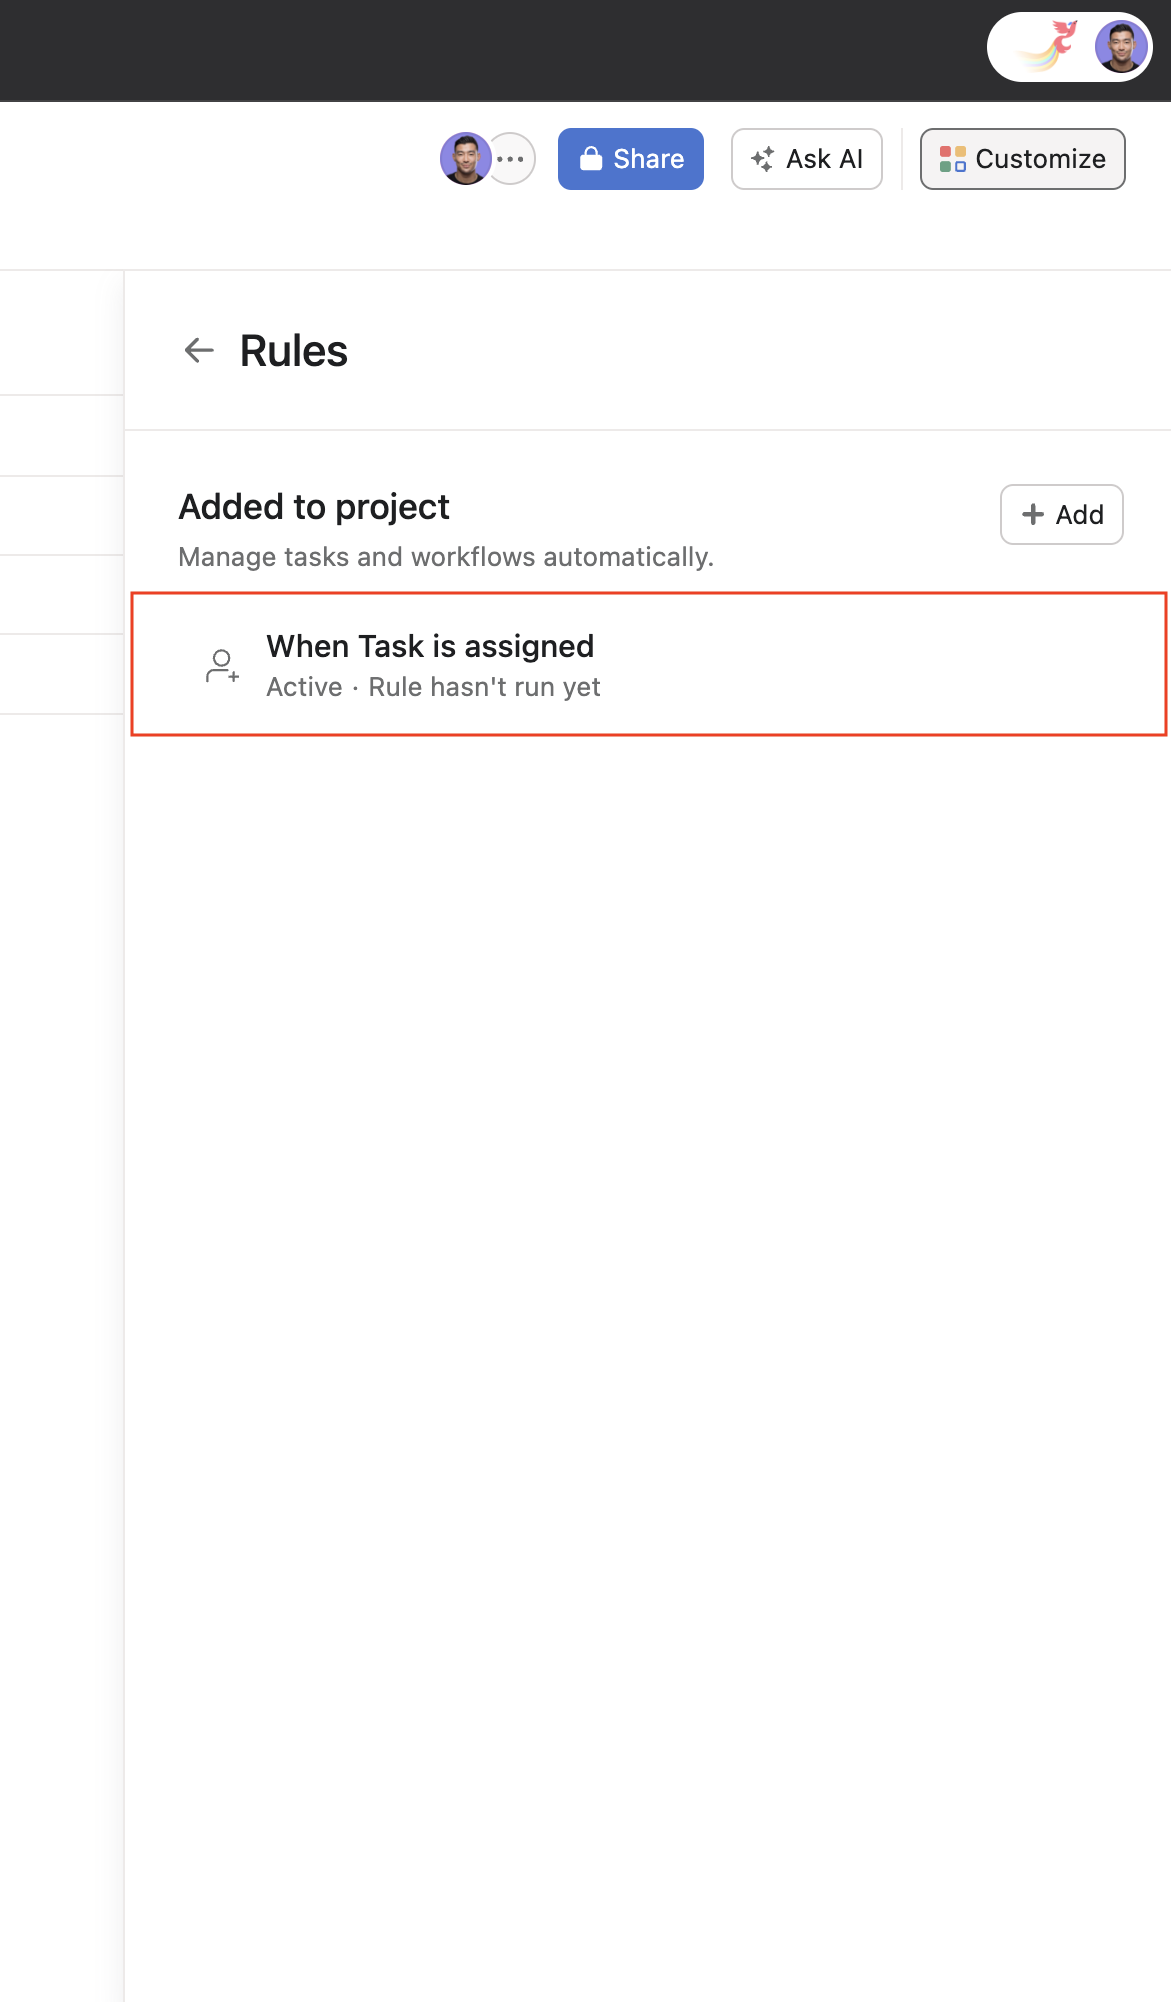 Share
Ask AI
Customize
Rules
Added to project
Add
Manage tasks and workflows automatically.
When Task is assigned
Active · Rule hasn't run yet